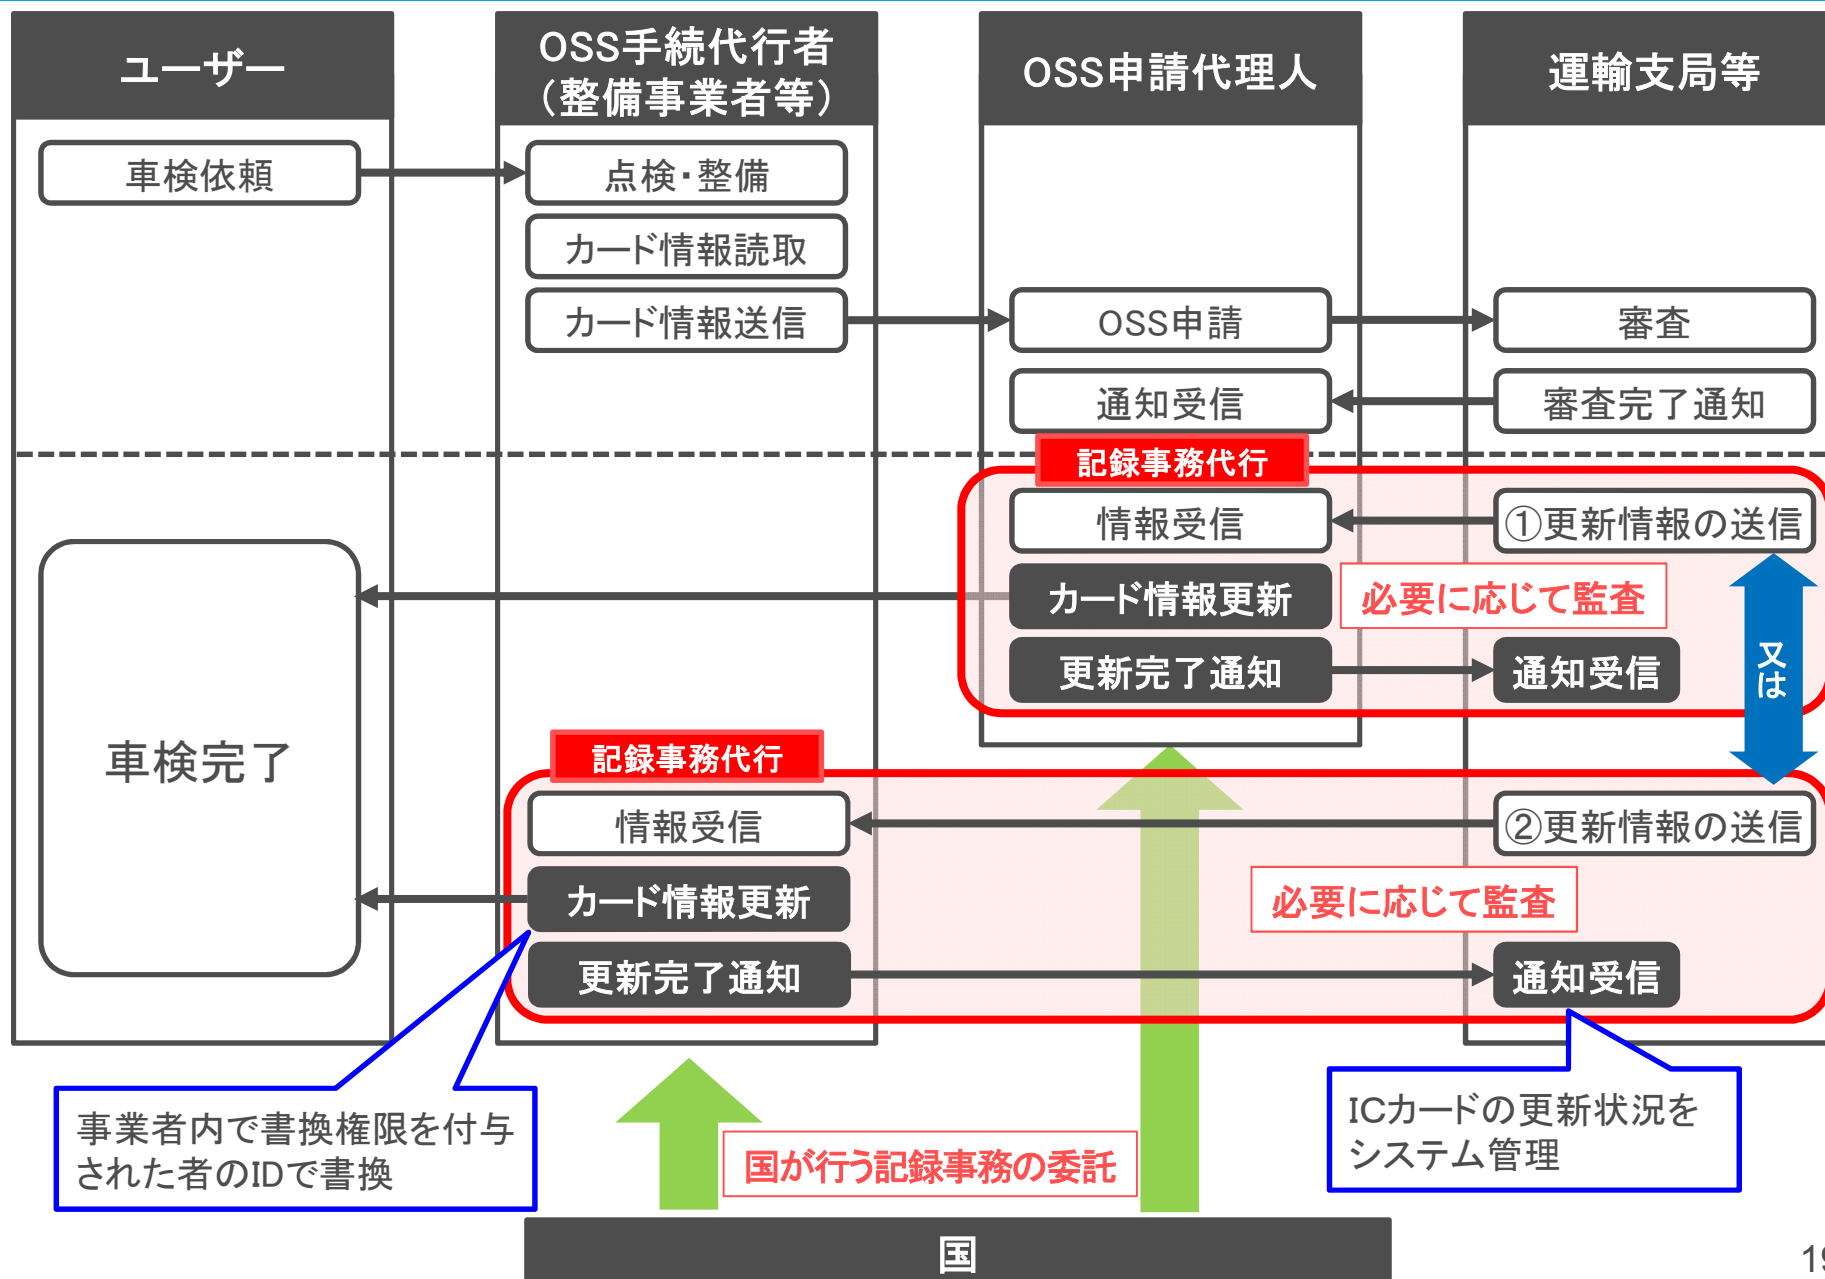 ユーザー
OSS手続代行者
（整備事業者等）
OSS申請代理人
運輸支局等
車検依頼
点検・整備
カード情報読取
カード情報送信
OSS申請
審査
通知受信
審査完了通知
記録事務代行
情報受信
①更新情報の送信
カード情報更新
必要に応じて監査
更新完了通知
通知受信
又は
車検完了
記録事務代行
情報受信
②更新情報の送信
カード情報更新
必要に応じて監査
更新完了通知
通知受信
事業者内で書換権限を付与
された者のIDで書換
国が行う記録事務の委託
ICカードの更新状況を
システム管理
国
19